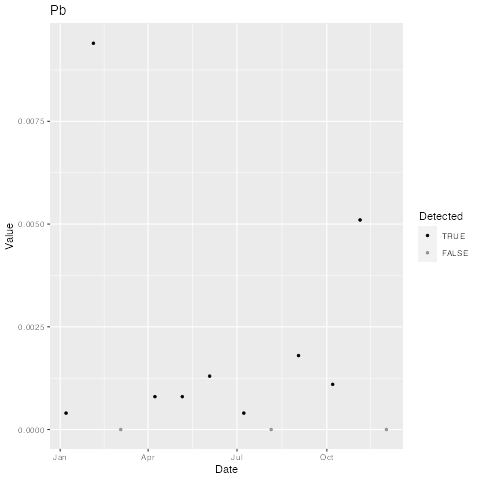 Pb
Value
0.0075
0.0050
0.0025
0.0000
Jan
Apr
Jul
Oct
Date
Detected
TRUE
FALSE